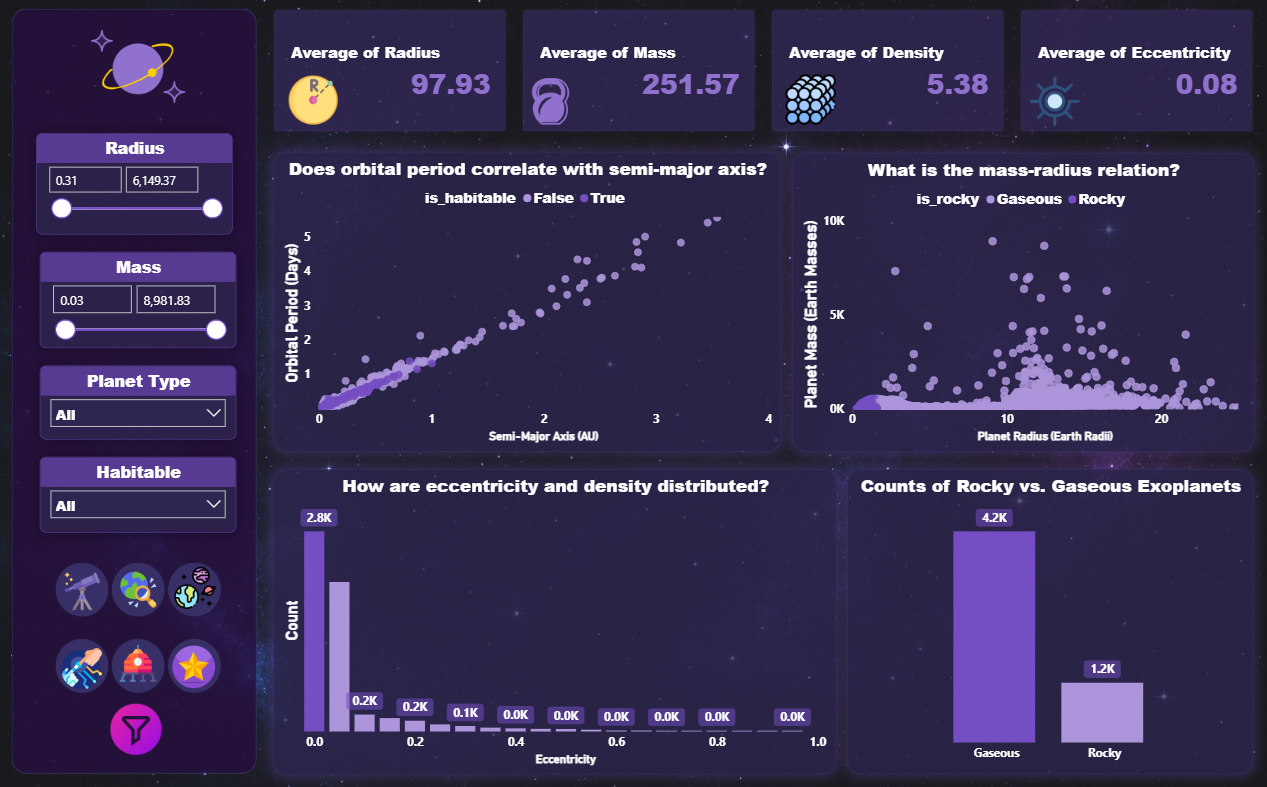 Radius
0.31 6,149.37
Mass
0.03 8,981.83
Planet Type
All
Habitable
All
Average of Radius
R
97.93
Average of Mass
251.57
Average of Density
5.38
Average of Eccentricity
0.08
Does orbital period correlate with semi-major axis?
is_habitable False True
Orbital Period (Days)
5
4
3
2
1
0 1 2 3 4
Semi-Major Axis (AU)
What is the mass-radius relation?
is_rocky Gaseous Rocky
Planet Mass (Earth Masses)
10K
5K
0K
0 10 20
Planet Radius (Earth Radii)
How are eccentricity and density distributed?
Count
2.8K
0.2K 0.2K 0.1K 0.0K 0.0K 0.0K 0.0K 0.0K 0.0K
0.0 0.2 0.4 0.6 0.8 1.0
Eccentricity
Counts of Rocky vs. Gaseous Exoplanets
4.2K
1.2K
Gaseous Rocky